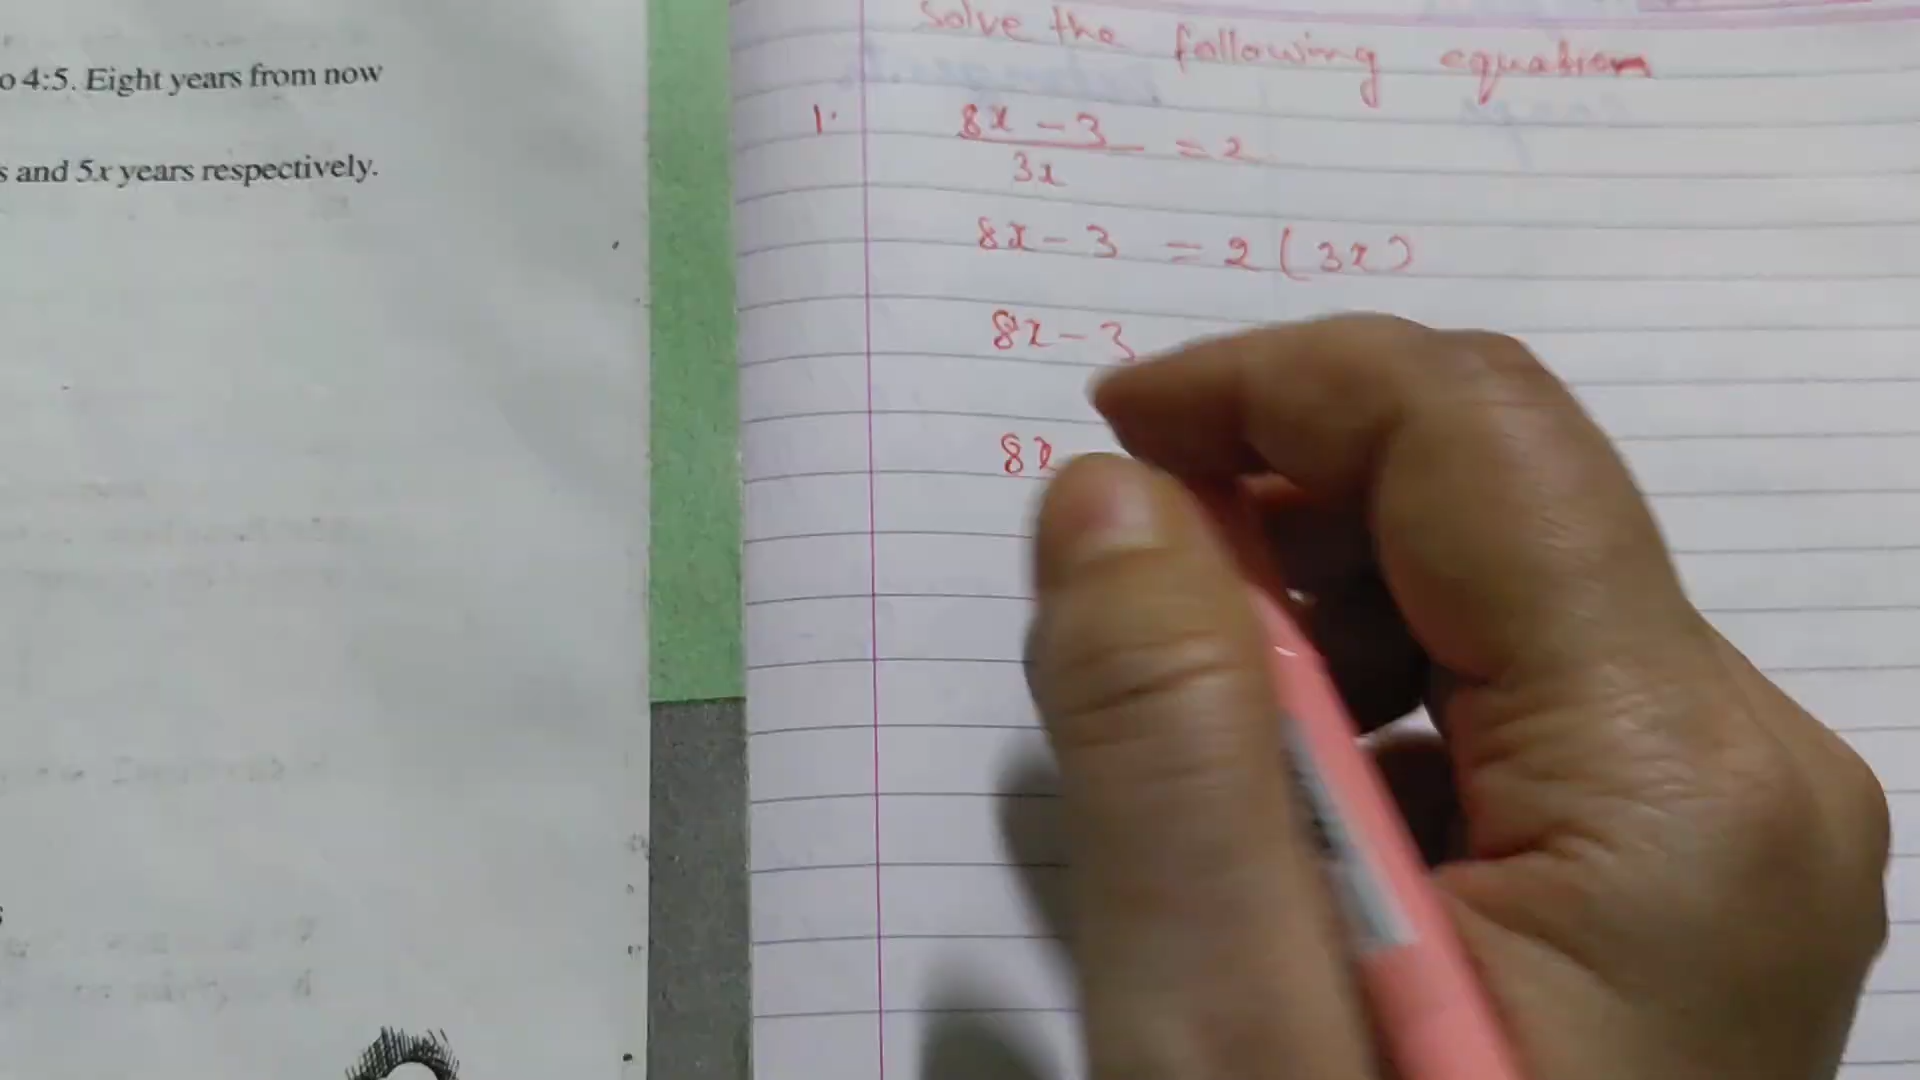 o 4:5. Eight years from now
s and 5x years respectively.
Solve the following equation
1. 8x - 3
3x
= 2
8x - 3 = 2 (3x)
8x - 3
8x